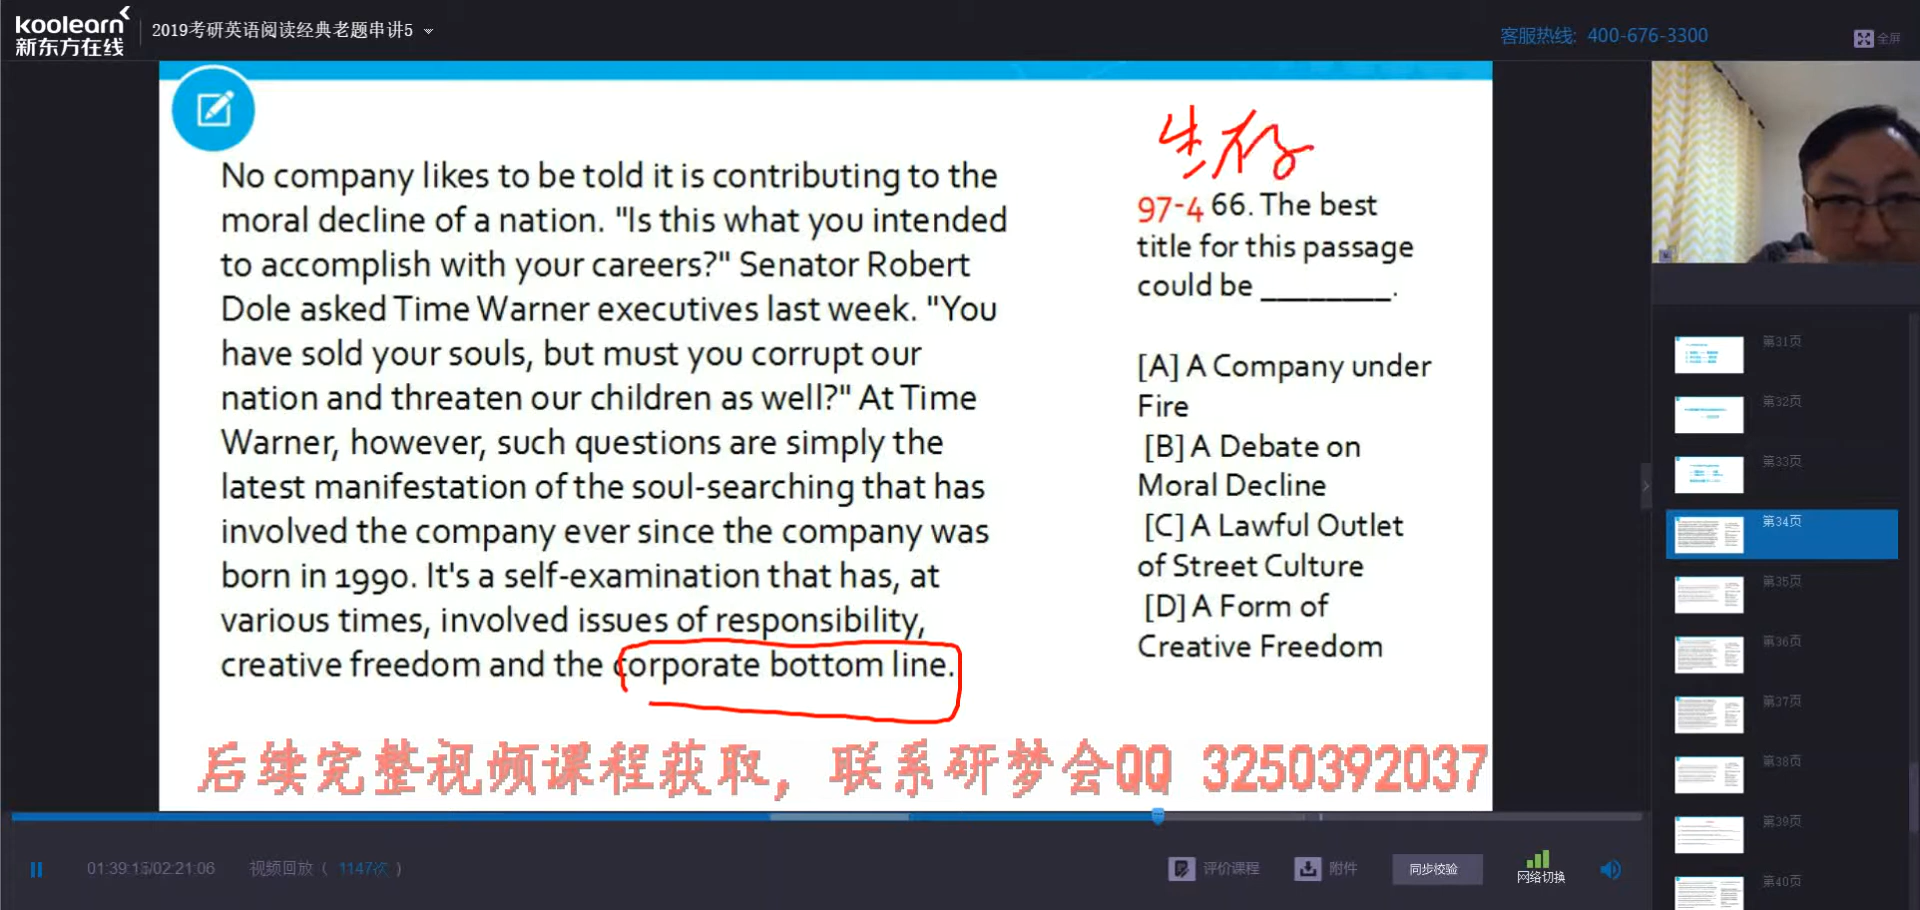 koolearn
新东方在线
2019考研英语阅读经典老题串讲5
客服热线: 400-676-3300
全屏
No company likes to be told it is contributing to the
moral decline of a nation. "Is this what you intended
to accomplish with your careers?" Senator Robert
Dole asked Time Warner executives last week. "You
have sold your souls, but must you corrupt our
nation and threaten our children as well?" At Time
Warner, however, such questions are simply the
latest manifestation of the soul-searching that has
involved the company ever since the company was
born in 1990. It's a self-examination that has, at
various times, involved issues of responsibility,
creative freedom and the corporate bottom line.
生存
97-4 66. The best
title for this passage
could be ________.
[A] A Company under
Fire
[B] A Debate on
Moral Decline
[C] A Lawful Outlet
of Street Culture
[D] A Form of
Creative Freedom
后续完整视频课程获取，联系研梦会QQ 3250392037
第31页
第32页
第33页
第34页
第35页
第36页
第37页
第38页
第39页
第40页
01:39:15/02:21:06
视频回放（ 1147次 ）
评价课程
附件
同步校验
网络切换